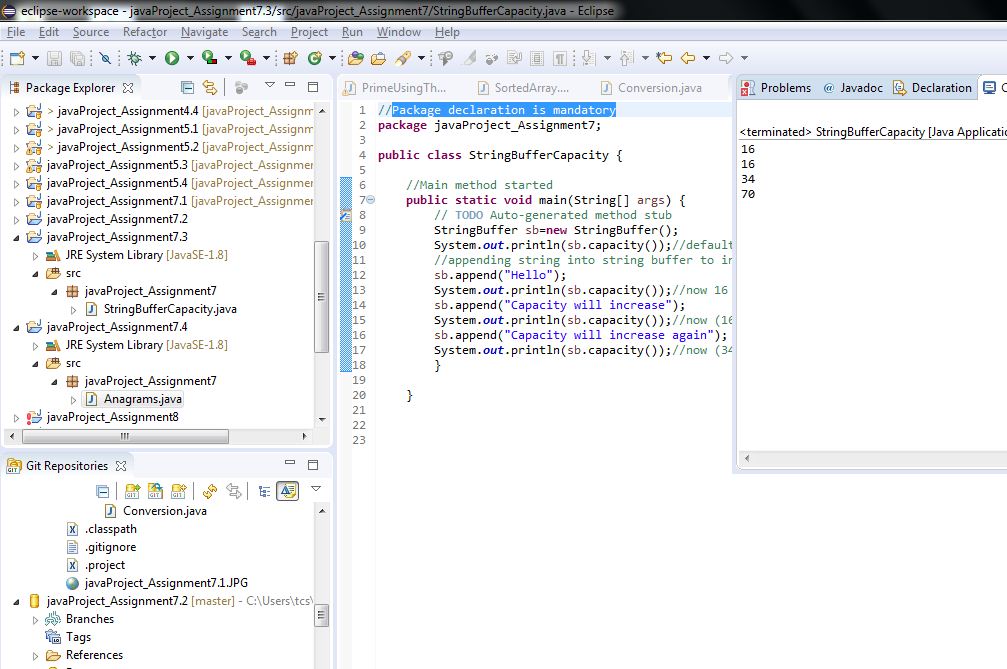 eclipse-workspace - javaProject_Assignment7.3/src/javaProject_Assignment7/StringBufferCapacity.java - Eclipse
File Edit Source Refactor Navigate Search Project Run Window Help
Package Explorer
> javaProject_Assignment4.4 [javaProject_Assignm
> javaProject_Assignment5.1 [javaProject_Assignm
> javaProject_Assignment5.2 [javaProject_Assignm
javaProject_Assignment5.3 [javaProject_Assignmen
javaProject_Assignment5.4 [javaProject_Assignmen
javaProject_Assignment7.1 [javaProject_Assignmen
javaProject_Assignment7.2
javaProject_Assignment7.3
JRE System Library [JavaSE-1.8]
src
javaProject_Assignment7
StringBufferCapacity.java
javaProject_Assignment7.4
JRE System Library [JavaSE-1.8]
src
javaProject_Assignment7
Anagrams.java
javaProject_Assignment8
Git Repositories
Conversion.java
.classpath
.gitignore
.project
javaProject_Assignment7.1.JPG
javaProject_Assignment7.2 [master] - C:\Users\tcs\
Branches
Tags
References
PrimeUsingTh... SortedArray.... Conversion.java
1 //Package declaration is mandatory
2 package javaProject_Assignment7;
3
4 public class StringBufferCapacity {
5
6 //Main method started
7 public static void main(String[] args) {
8 // TODO Auto-generated method stub
9 StringBuffer sb=new StringBuffer();
10 System.out.println(sb.capacity());//default
11 //appending string into string buffer to in
12 sb.append("Hello");
13 System.out.println(sb.capacity());//now 16
14 sb.append("Capacity will increase");
15 System.out.println(sb.capacity());//now (16
16 sb.append("Capacity will increase again");
17 System.out.println(sb.capacity());//now (34
18 }
19
20 }
21
22
23
Problems Javadoc Declaration C
<terminated> StringBufferCapacity [Java Applicatio
16
16
34
70